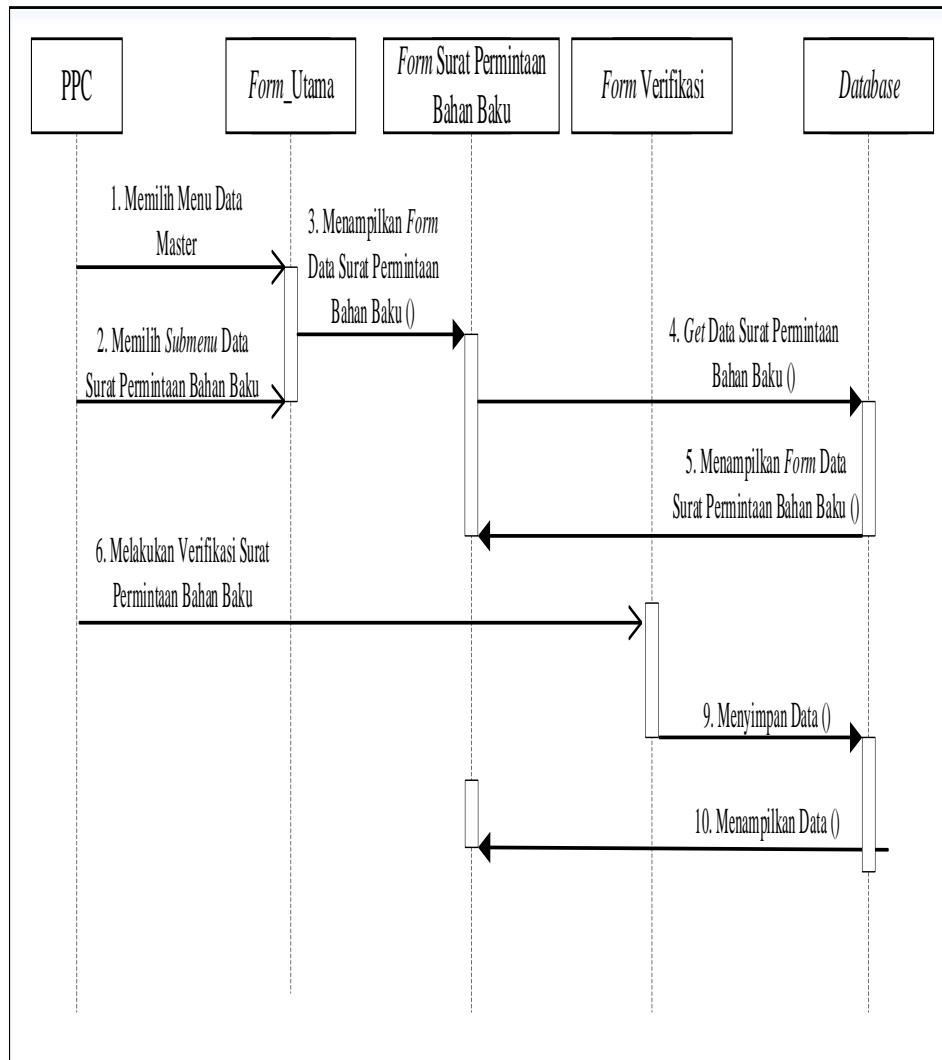 PPC
Form_Utama
Form Surat Permintaan
Bahan Baku
Form Verifikasi
Database
1. Memilih Menu Data
Master
3. Menampilkan Form
Data Surat Permintaan
Bahan Baku ()
2. Memilih Submenu Data
Surat Permintaan Bahan Baku
4. Get Data Surat Permintaan
Bahan Baku ()
5. Menampilkan Form Data
Surat Permintaan Bahan Baku ()
6. Melakukan Verifikasi Surat
Permintaan Bahan Baku
9. Menyimpan Data ()
10. Menampilkan Data ()